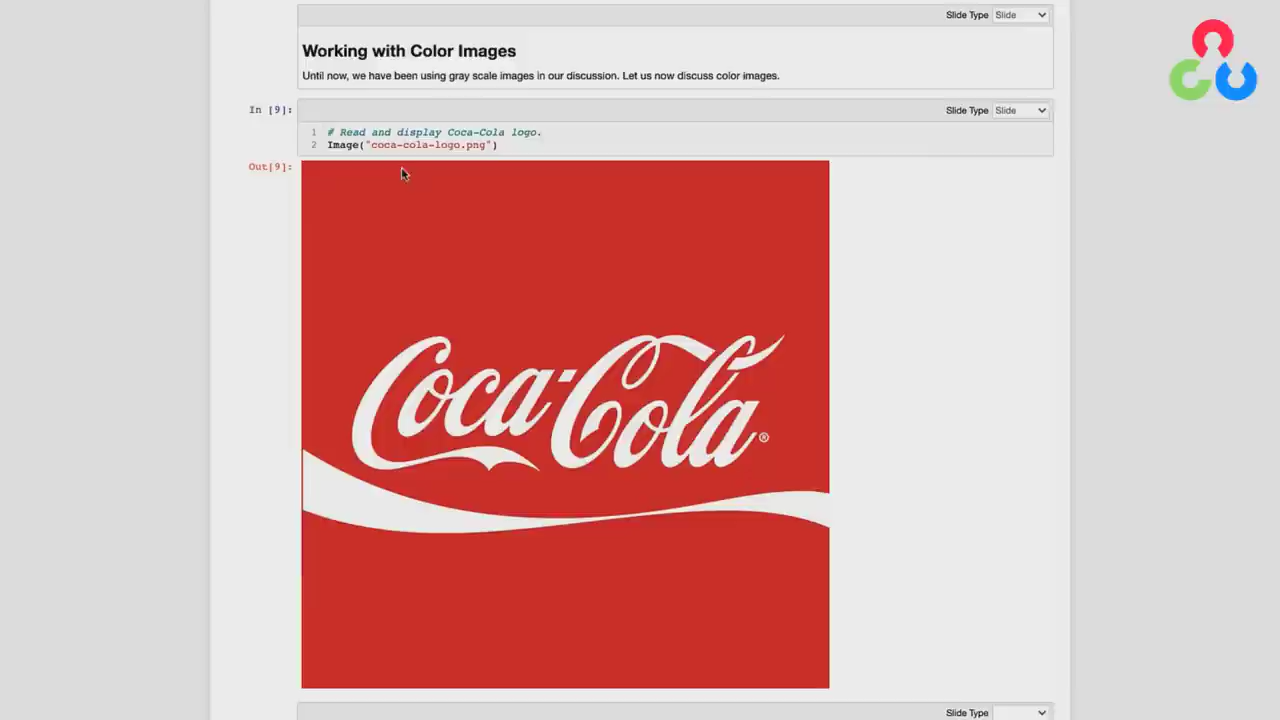 Slide Type Slide
Working with Color Images
Until now, we have been using gray scale images in our discussion. Let us now discuss color images.
In [9]:
Slide Type Slide
1 # Read and display Coca-Cola logo.
2 Image("coca-cola-logo.png")
Out[9]:
Coca-Cola®
Slide Type